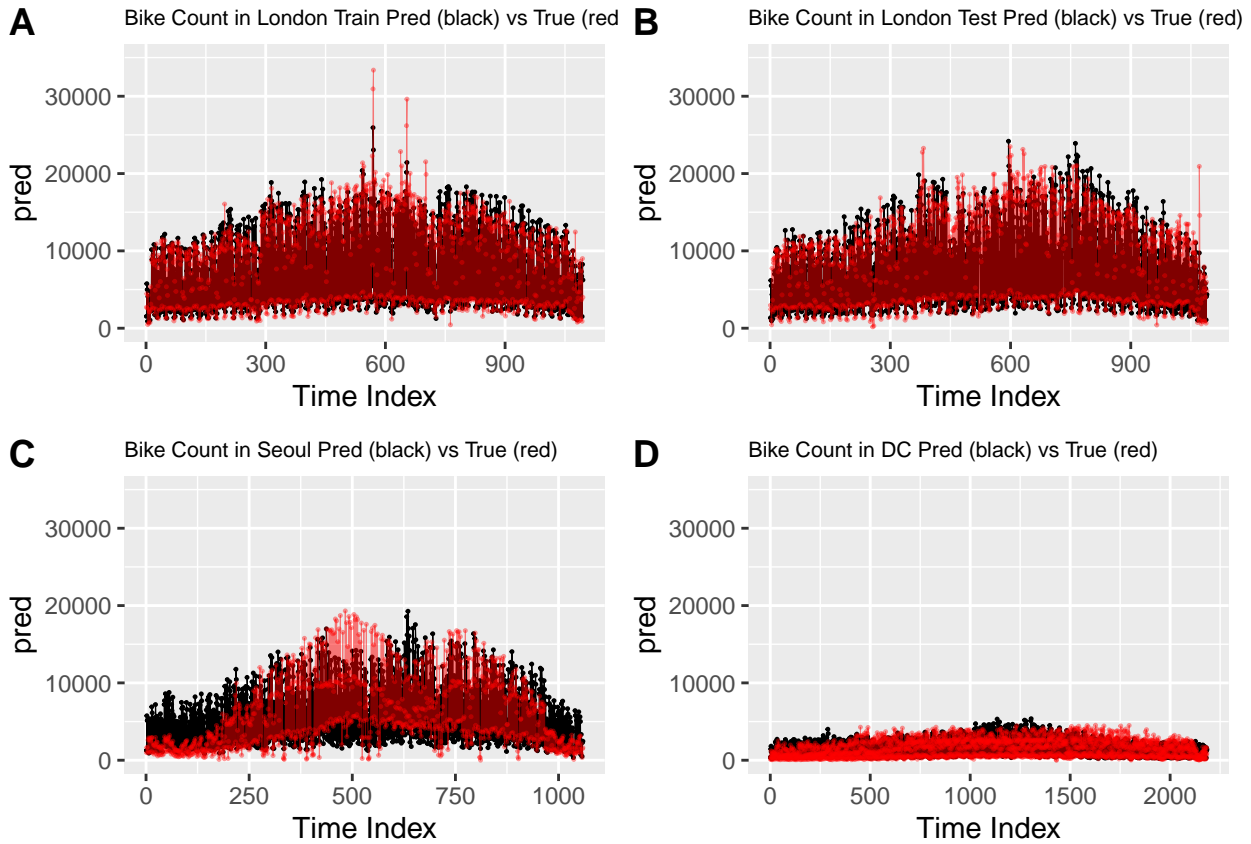 A
Bike Count in London Train Pred (black) vs True (red
30000
20000
10000
0
pred
0 300 600 900
Time Index
B
Bike Count in London Test Pred (black) vs True (red)
30000
20000
10000
0
pred
0 300 600 900
Time Index
C
Bike Count in Seoul Pred (black) vs True (red)
30000
20000
10000
0
pred
0 250 500 750 1000
Time Index
D
Bike Count in DC Pred (black) vs True (red)
30000
20000
10000
0
pred
0 500 1000 1500 2000
Time Index